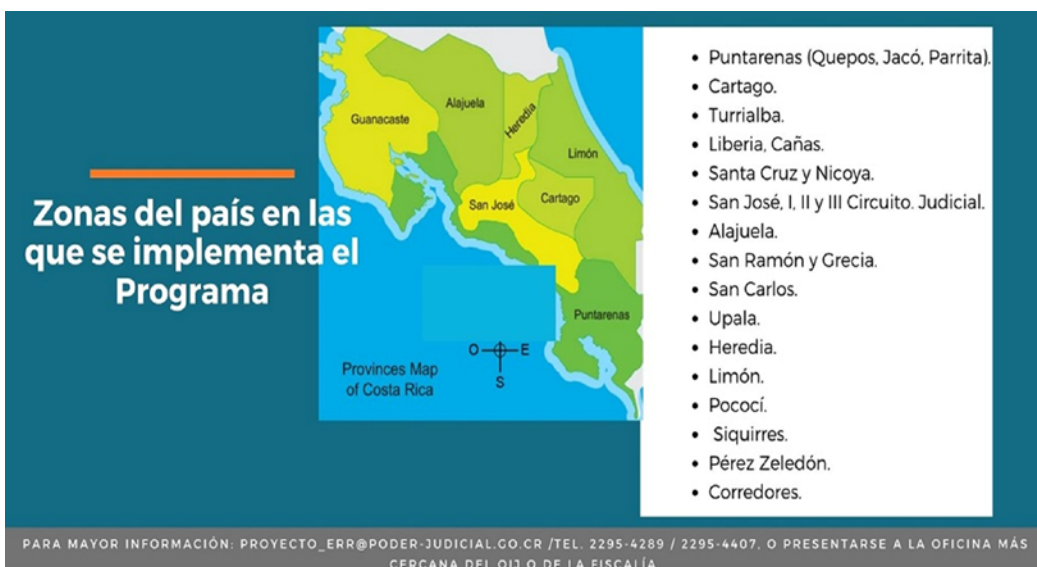 Zonas del país en las
que se implementa el
Programa
Guanacaste
Alajuela
Heredia
Limón
San José
Cartago
Puntarenas
O
E
S
Provinces Map
of Costa Rica
• Puntarenas (Quepos, Jacó, Parrita).
• Cartago.
• Turrialba.
• Liberia, Cañas.
• Santa Cruz y Nicoya.
• San José, I, II y III Circuito. Judicial.
• Alajuela.
• San Ramón y Grecia.
• San Carlos.
• Upala.
• Heredia.
• Limón.
• Pococí.
• Siquirres.
• Pérez Zeledón.
• Corredores.
PARA MAYOR INFORMACIÓN: PROYECTO_ERR@PODER-JUDICIAL.GO.CR /TEL. 2295-4289 / 2295-4407, O PRESENTARSE A LA OFICINA MÁS
CERCANA DEL OIJ O DE LA FISCALÍA